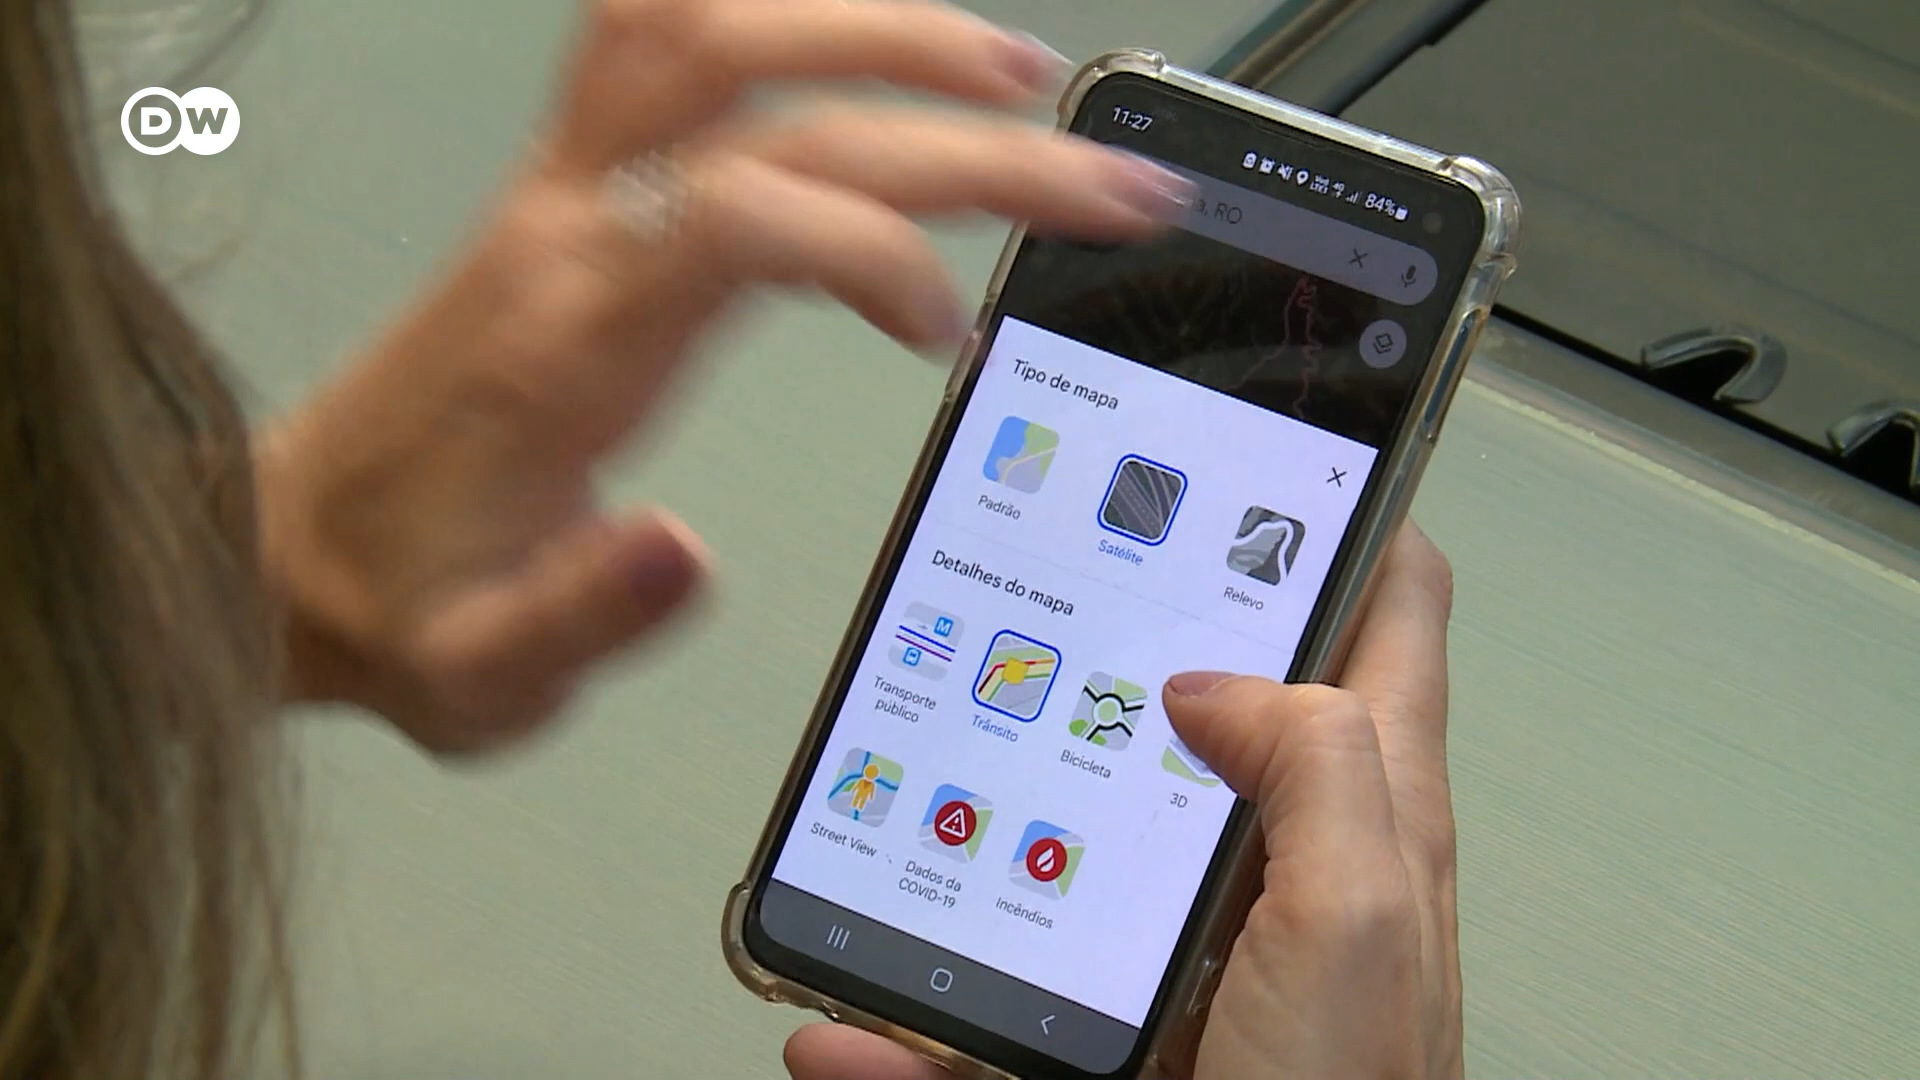 DW
11:27
84%
RO
Tipo de mapa
Padrão
Satélite
Relevo
Detalhes do mapa
Transporte
público
Trânsito
Bicicleta
3D
Street View
Dados da
COVID-19
Incêndios